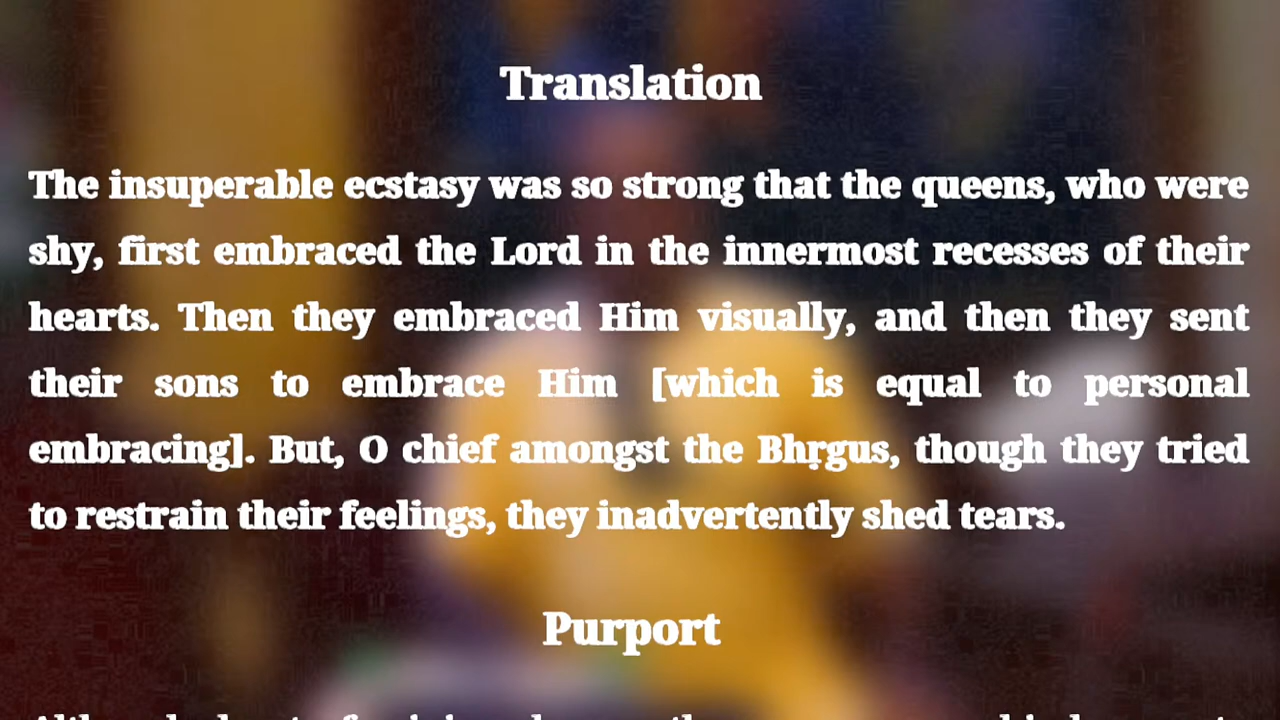 Translation
The insuperable ecstasy was so strong that the queens, who were
shy, first embraced the Lord in the innermost recesses of their
hearts. Then they embraced Him visually, and then they sent
their sons to embrace Him [which is equal to personal
embracing]. But, O chief amongst the Bhṛgus, though they tried
to restrain their feelings, they inadvertently shed tears.
Purport